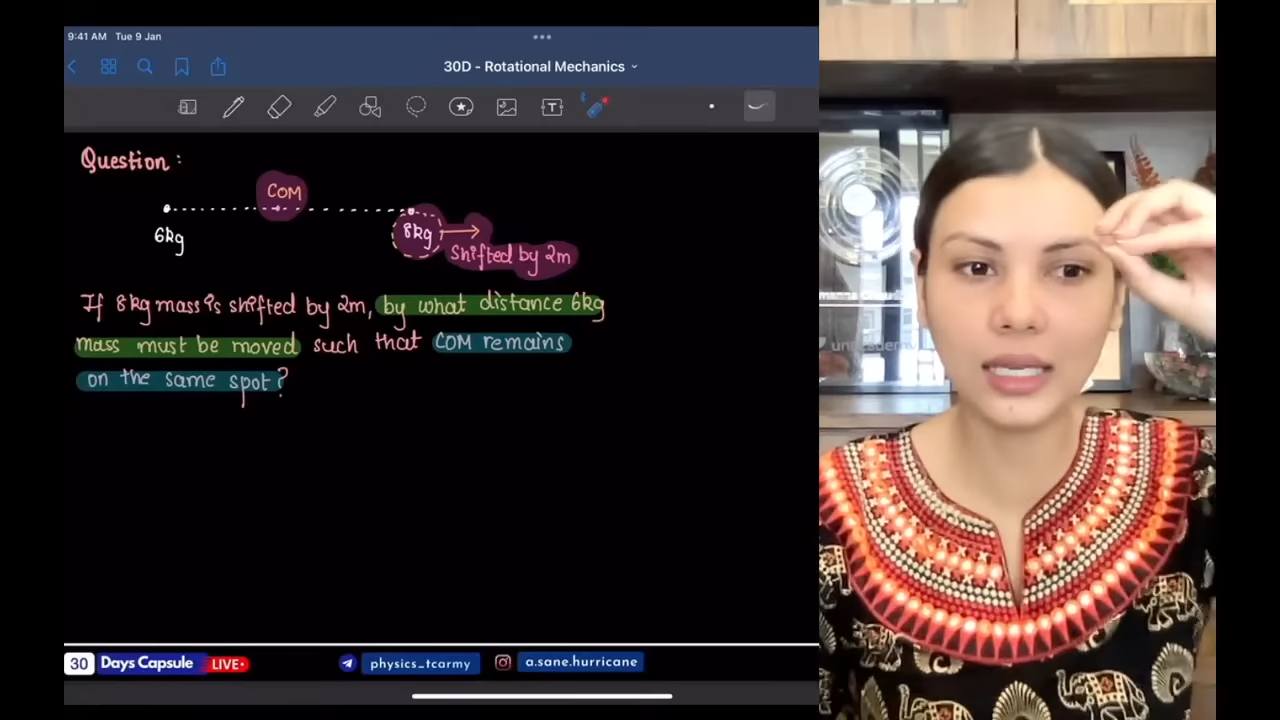 9:41 AM Tue 9 Jan
30D - Rotational Mechanics
Question:
COM
6kg
8kg
shifted by 2m
If 8kg mass is shifted by 2m, by what distance 6kg
mass must be moved such that COM remains
on the same spot?
30 Days Capsule LIVE
physics_tcarmy
a.sane.hurricane